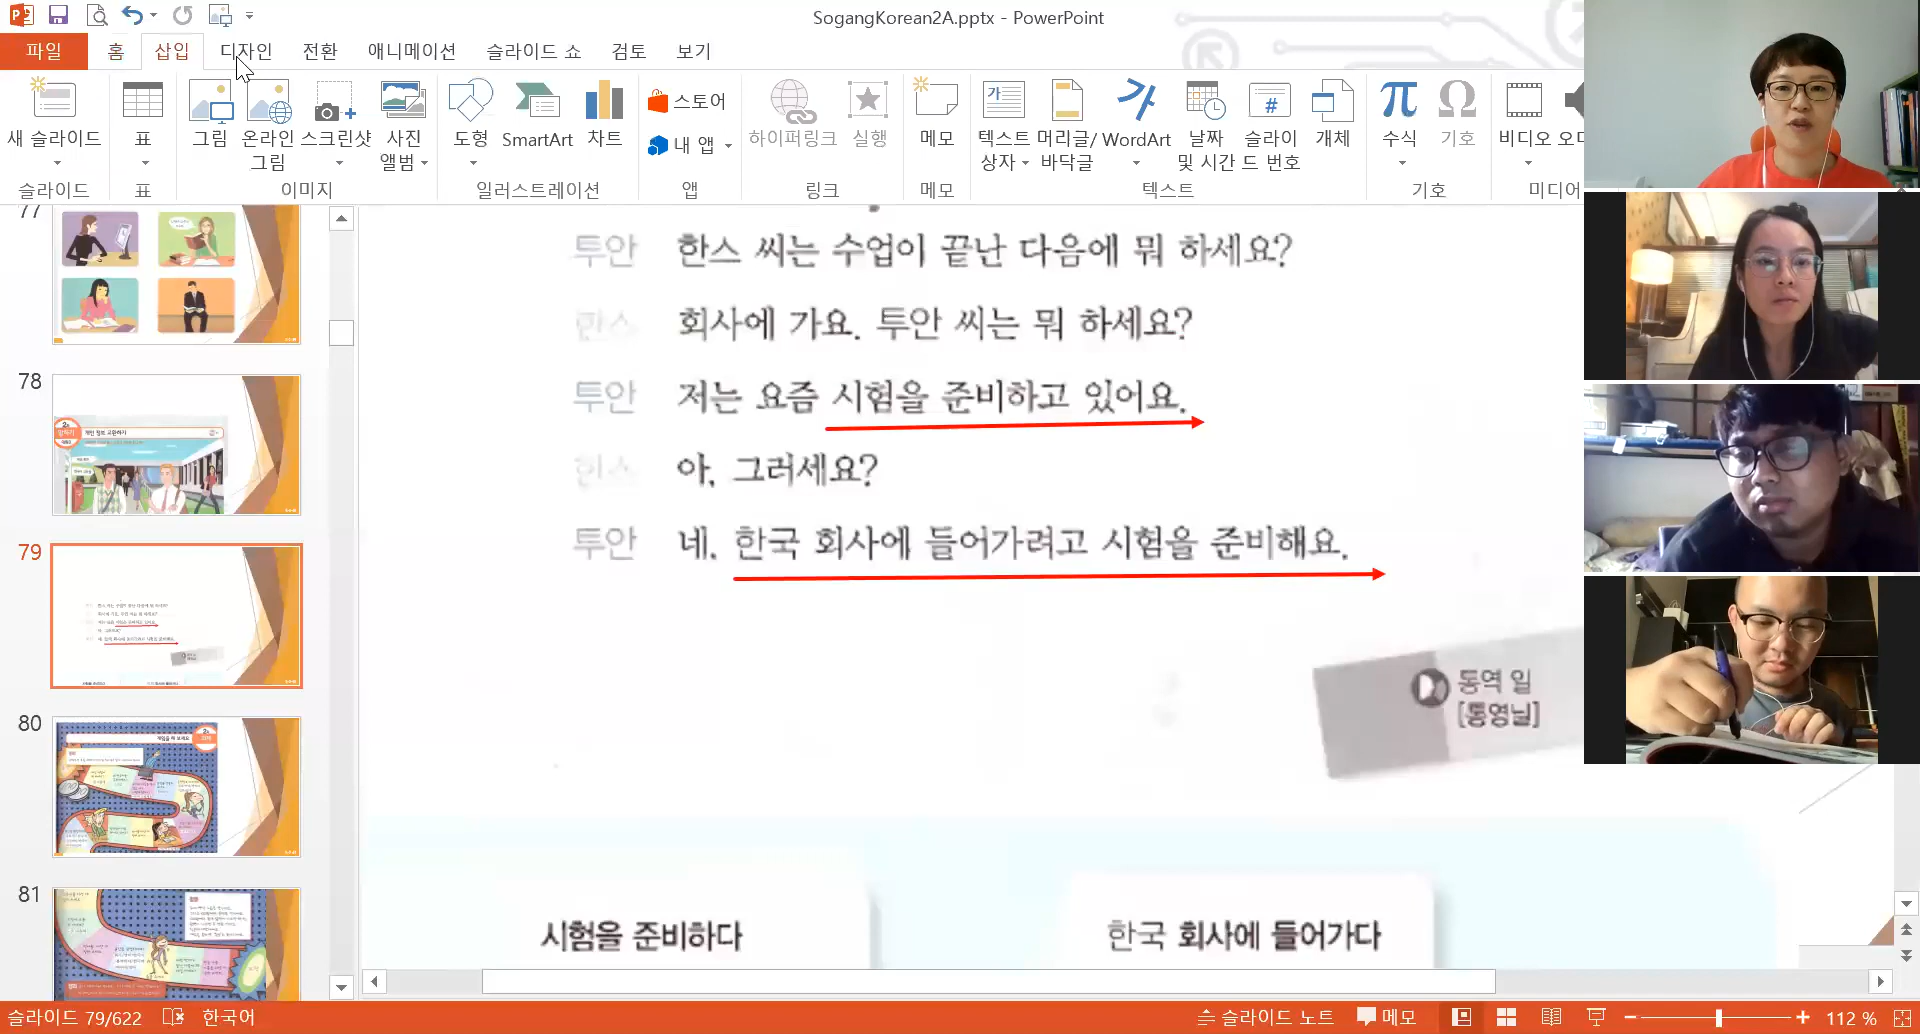 SogangKorean2A.pptx - PowerPoint
파일 홈 삽입 디자인 전환 애니메이션 슬라이드 쇼 검토 보기
새 슬라이드
표
그림
온라인 그림
스크린샷
사진 앨범
도형
SmartArt
차트
스토어
내 앱
하이퍼링크
실행
메모
텍스트 상자
머리글/바닥글
WordArt
날짜 및 시간
슬라이드 번호
개체
수식
기호
비디오
슬라이드 표 이미지 일러스트레이션 앱 링크 메모 텍스트 기호 미디어
77
78
79
80
81
투안 한스 씨는 수업이 끝난 다음에 뭐 하세요?
한스 회사에 가요. 투안 씨는 뭐 하세요?
투안 저는 요즘 시험을 준비하고 있어요.
한스 아, 그러세요?
투안 네, 한국 회사에 들어가려고 시험을 준비해요.
통역 일
[통영닐]
시험을 준비하다 한국 회사에 들어가다
슬라이드 79/622 한국어 슬라이드 노트 메모 112 %